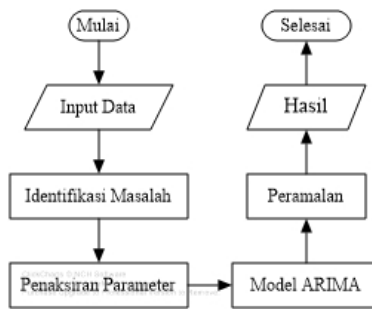 Mulai
Input Data
Identifikasi Masalah
Penaksiran Parameter
Model ARIMA
Peramalan
Hasil
Selesai